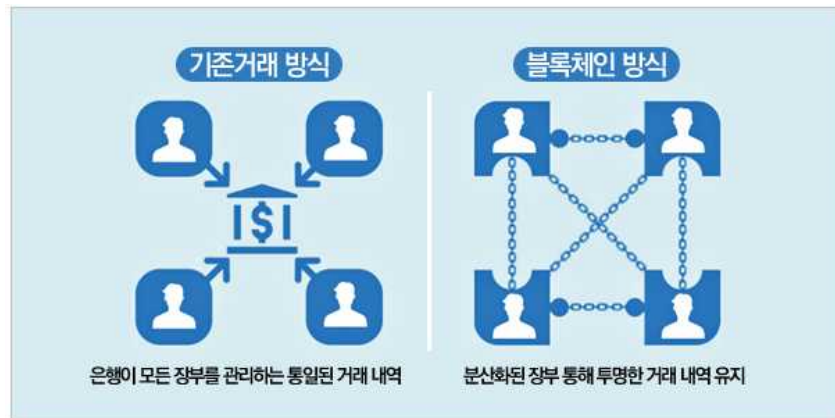 기존거래 방식
블록체인 방식
$
은행이 모든 장부를 관리하는 통일된 거래 내역
분산화된 장부 통해 투명한 거래 내역 유지